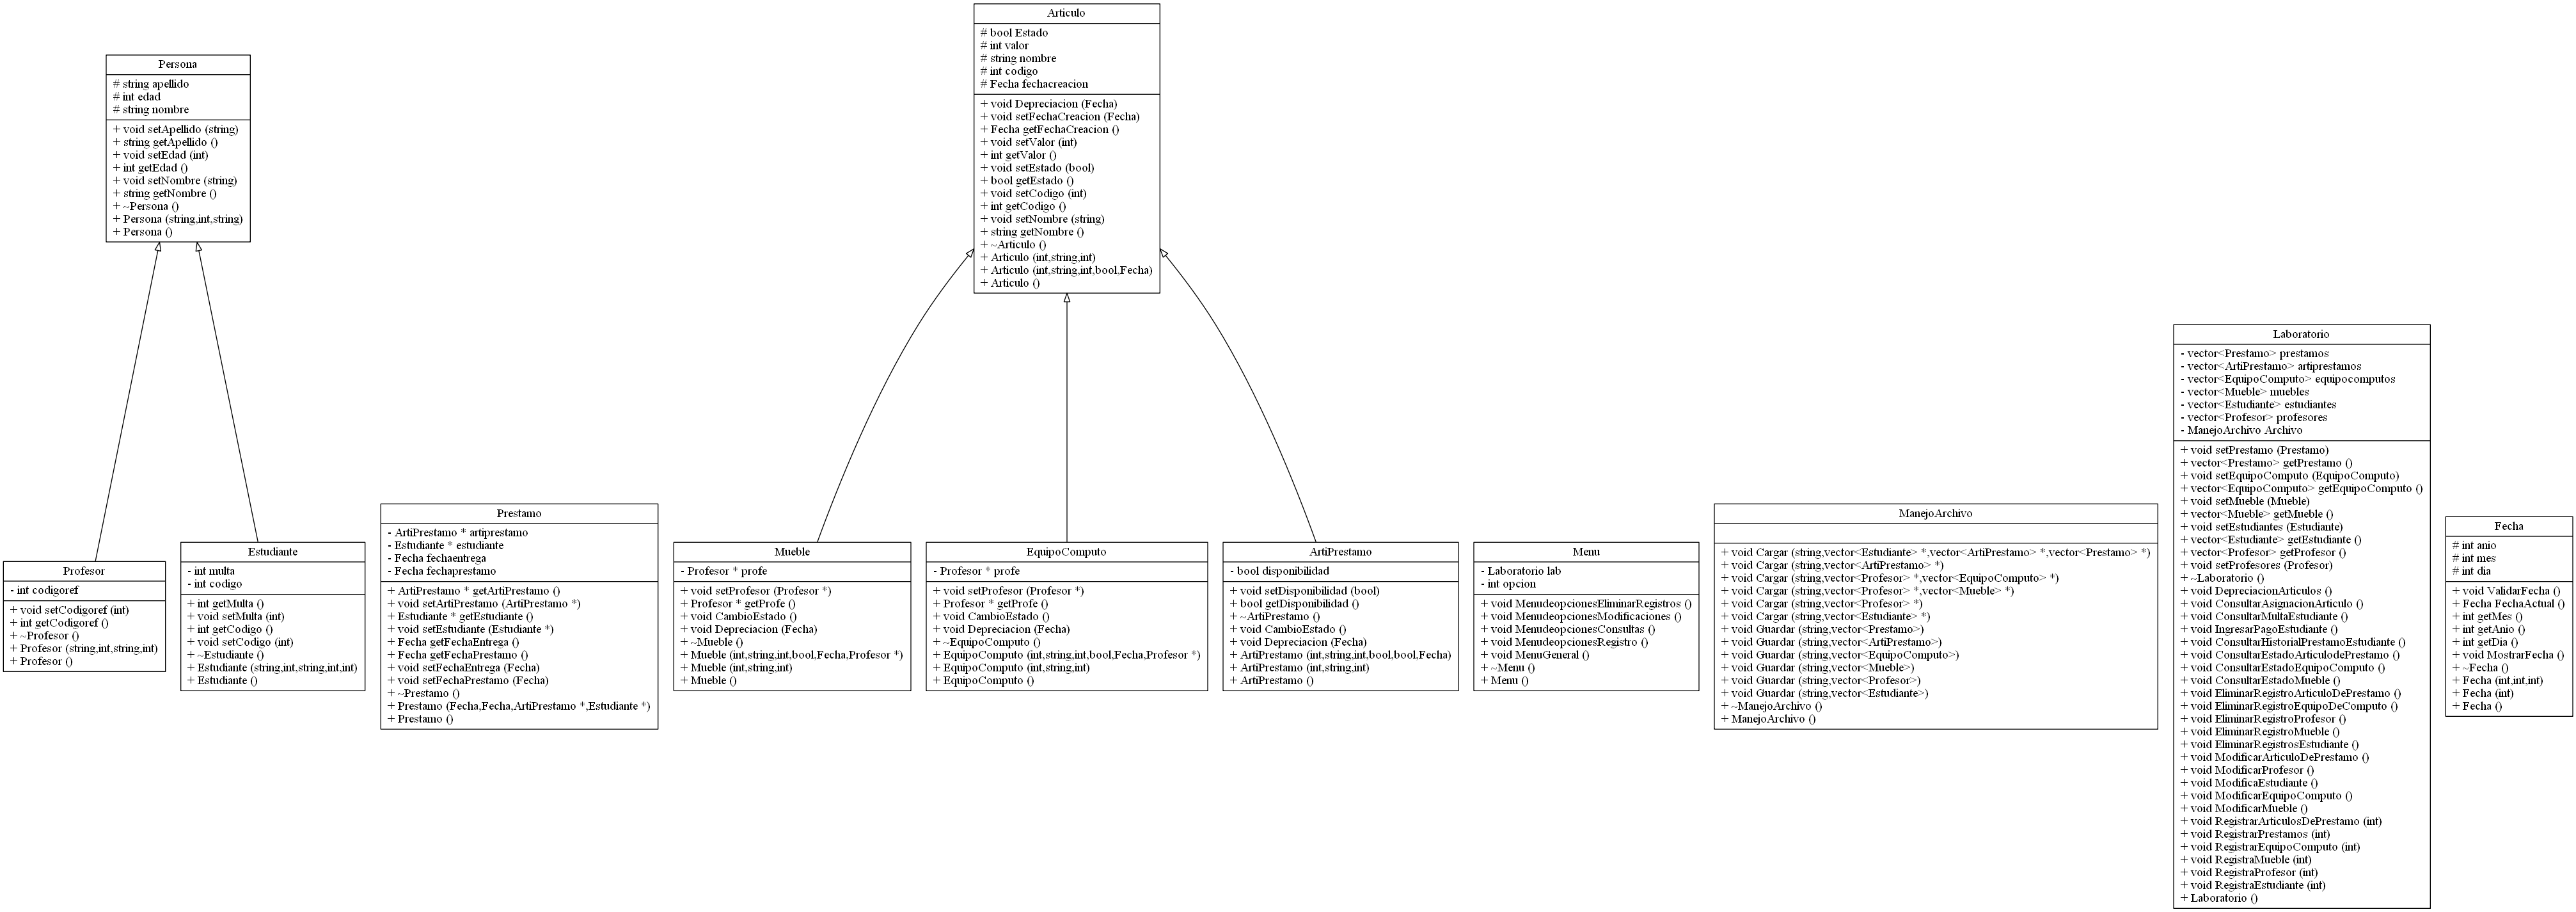 Persona
# string apellido
# int edad
# string nombre
+ void setApellido (string)
+ string getApellido ()
+ void setEdad (int)
+ int getEdad ()
+ void setNombre (string)
+ string getNombre ()
+ ~Persona ()
+ Persona (string,int,string)
+ Persona ()
Articulo
# bool Estado
# int valor
# string nombre
# int codigo
# Fecha fechacreacion
+ void Depreciacion (Fecha)
+ void setFechaCreacion (Fecha)
+ Fecha getFechaCreacion ()
+ void setValor (int)
+ int getValor ()
+ void setEstado (bool)
+ bool getEstado ()
+ void setCodigo (int)
+ int getCodigo ()
+ void setNombre (string)
+ string getNombre ()
+ ~Articulo ()
+ Articulo (int,string,int)
+ Articulo (int,string,int,bool,Fecha)
+ Articulo ()
Profesor
- int codigoref
+ void setCodigoref (int)
+ int getCodigoref ()
+ ~Profesor ()
+ Profesor (string,int,string,int)
+ Profesor ()
Estudiante
- int multa
- int codigo
+ int getMulta ()
+ void setMulta (int)
+ int getCodigo ()
+ void setCodigo (int)
+ ~Estudiante ()
+ Estudiante (string,int,string,int,int)
+ Estudiante ()
Prestamo
- ArtiPrestamo * artiprestamo
- Estudiante * estudiante
- Fecha fechaentrega
- Fecha fechaprestamo
+ ArtiPrestamo * getArtiPrestamo ()
+ void setArtiPrestamo (ArtiPrestamo *)
+ Estudiante * getEstudiante ()
+ void setEstudiante (Estudiante *)
+ Fecha getFechaEntrega ()
+ Fecha getFechaPrestamo ()
+ void setFechaEntrega (Fecha)
+ void setFechaPrestamo (Fecha)
+ ~Prestamo ()
+ Prestamo (Fecha,Fecha,ArtiPrestamo *,Estudiante *)
+ Prestamo ()
Mueble
- Profesor * profe
+ void setProfesor (Profesor *)
+ Profesor * getProfe ()
+ void CambioEstado ()
+ void Depreciacion (Fecha)
+ ~Mueble ()
+ Mueble (int,string,int,bool,Fecha,Profesor *)
+ Mueble (int,string,int)
+ Mueble ()
EquipoComputo
- Profesor * profe
+ void setProfesor (Profesor *)
+ Profesor * getProfe ()
+ void CambioEstado ()
+ void Depreciacion (Fecha)
+ ~EquipoComputo ()
+ EquipoComputo (int,string,int,bool,Fecha,Profesor *)
+ EquipoComputo (int,string,int)
+ EquipoComputo ()
ArtiPrestamo
- bool disponibilidad
+ void setDisponibilidad (bool)
+ bool getDisponibilidad ()
+ ~ArtiPrestamo ()
+ void CambioEstado ()
+ void Depreciacion (Fecha)
+ ArtiPrestamo (int,string,int,bool,bool,Fecha)
+ ArtiPrestamo (int,string,int)
+ ArtiPrestamo ()
Menu
- Laboratorio lab
- int opcion
+ void MenudeopcionesEliminarRegistros ()
+ void MenudeopcionesModificaciones ()
+ void MenudeopcionesConsultas ()
+ void MenudeopcionesRegistro ()
+ void MenuGeneral ()
+ ~Menu ()
+ Menu ()
ManejoArchivo
+ void Cargar (string,vector<Estudiante> *,vector<ArtiPrestamo> *,vector<Prestamo> *)
+ void Cargar (string,vector<ArtiPrestamo> *)
+ void Cargar (string,vector<Profesor> *,vector<EquipoComputo> *)
+ void Cargar (string,vector<Profesor> *,vector<Mueble> *)
+ void Cargar (string,vector<Profesor> *)
+ void Cargar (string,vector<Estudiante> *)
+ void Guardar (string,vector<Prestamo>)
+ void Guardar (string,vector<ArtiPrestamo>)
+ void Guardar (string,vector<EquipoComputo>)
+ void Guardar (string,vector<Mueble>)
+ void Guardar (string,vector<Profesor>)
+ void Guardar (string,vector<Estudiante>)
+ ~ManejoArchivo ()
+ ManejoArchivo ()
Laboratorio
- vector<Prestamo> prestamos
- vector<ArtiPrestamo> artiprestamos
- vector<EquipoComputo> equipocomputos
- vector<Mueble> muebles
- vector<Estudiante> estudiantes
- vector<Profesor> profesores
- ManejoArchivo Archivo
+ void setPrestamo (Prestamo)
+ vector<Prestamo> getPrestamo ()
+ void setEquipoComputo (EquipoComputo)
+ vector<EquipoComputo> getEquipoComputo ()
+ void setMueble (Mueble)
+ vector<Mueble> getMueble ()
+ void setEstudiantes (Estudiante)
+ vector<Estudiante> getEstudiante ()
+ vector<Profesor> getProfesor ()
+ void setProfesores (Profesor)
+ ~Laboratorio ()
+ void DepreciacionArticulos ()
+ void ConsultarAsignacionArticulo ()
+ void ConsultarMultaEstudiante ()
+ void IngresarPagoEstudiante ()
+ void ConsultarHistorialPrestamoEstudiante ()
+ void ConsultarEstadoArticulodePrestamo ()
+ void ConsultarEstadoEquipoComputo ()
+ void ConsultarEstadoMueble ()
+ void EliminarRegistroArticuloDePrestamo ()
+ void EliminarRegistroEquipoDeComputo ()
+ void EliminarRegistroProfesor ()
+ void EliminarRegistroMueble ()
+ void EliminarRegistrosEstudiante ()
+ void ModificarArticuloDePrestamo ()
+ void ModificarProfesor ()
+ void ModificaEstudiante ()
+ void ModificarEquipoComputo ()
+ void ModificarMueble ()
+ void RegistrarArticulosDePrestamo (int)
+ void RegistrarPrestamos (int)
+ void RegistrarEquipoComputo (int)
+ void RegistraMueble (int)
+ void RegistraProfesor (int)
+ void RegistraEstudiante (int)
+ Laboratorio ()
Fecha
# int anio
# int mes
# int dia
+ void ValidarFecha ()
+ Fecha FechaActual ()
+ int getMes ()
+ int getAnio ()
+ int getDia ()
+ void MostrarFecha ()
+ ~Fecha ()
+ Fecha (int,int,int)
+ Fecha (int)
+ Fecha ()